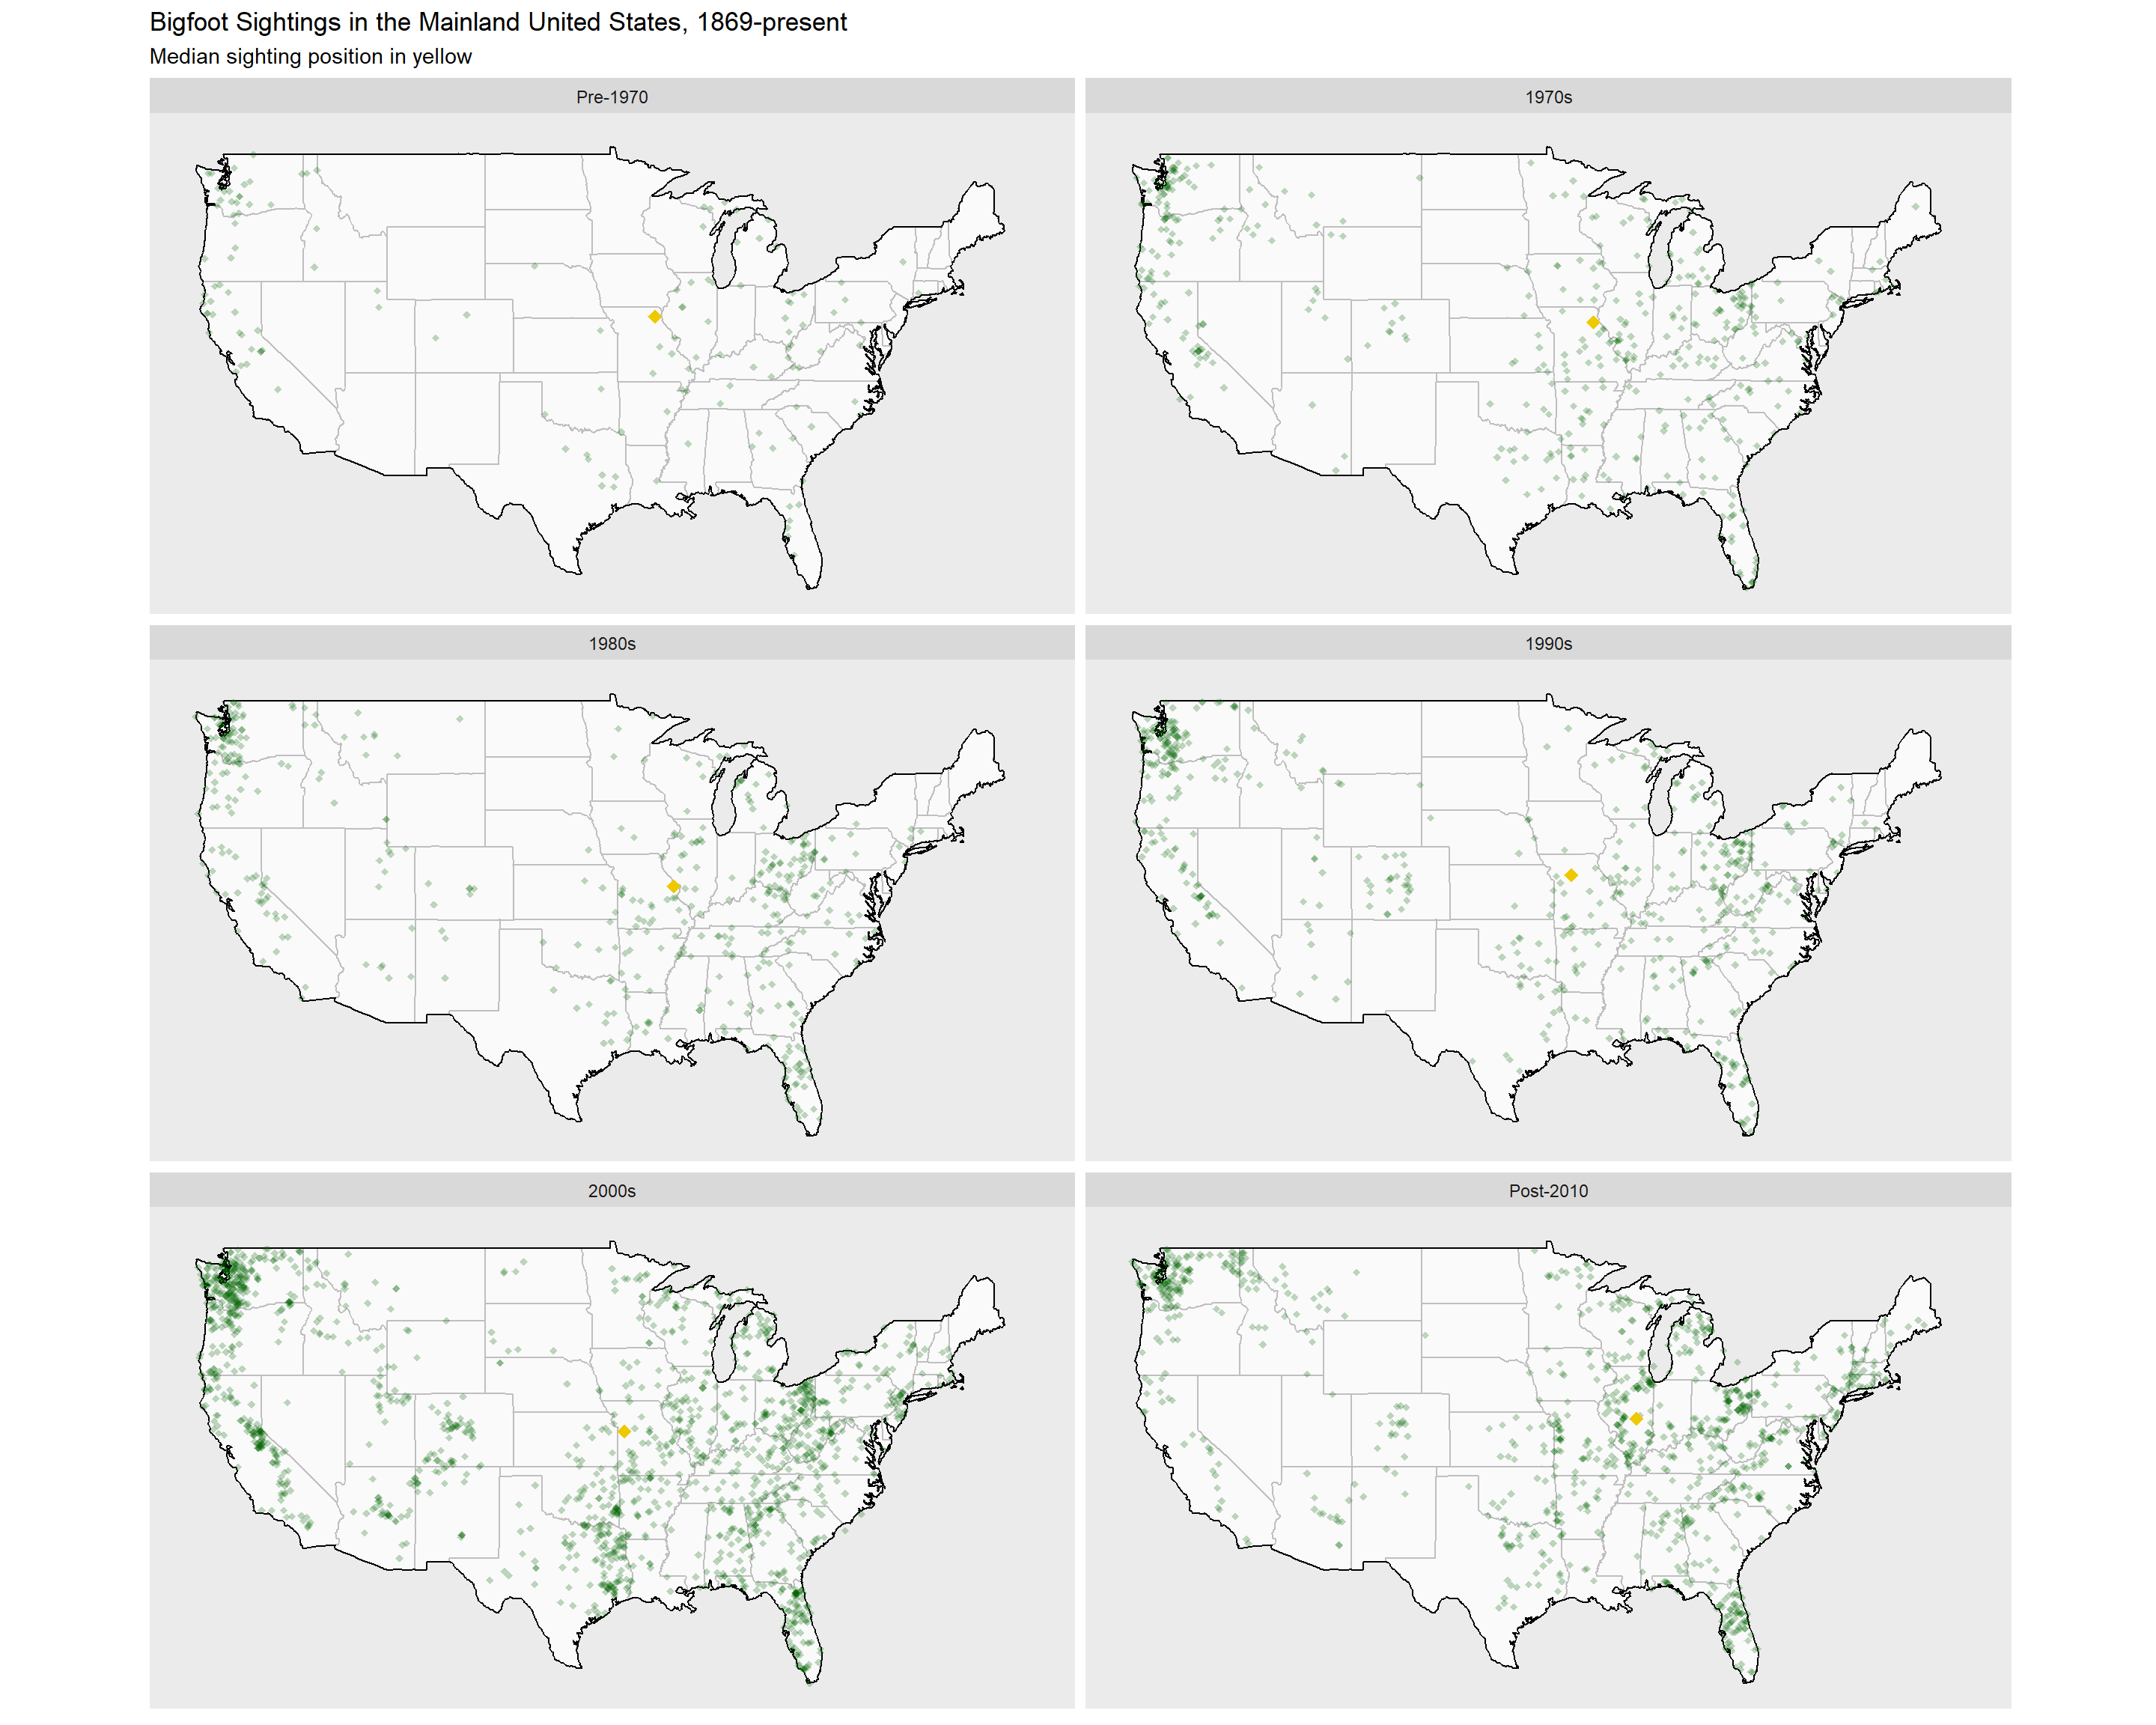 Bigfoot Sightings in the Mainland United States, 1869-present
Median sighting position in yellow
Pre-1970
1970s
1980s
1990s
2000s
Post-2010